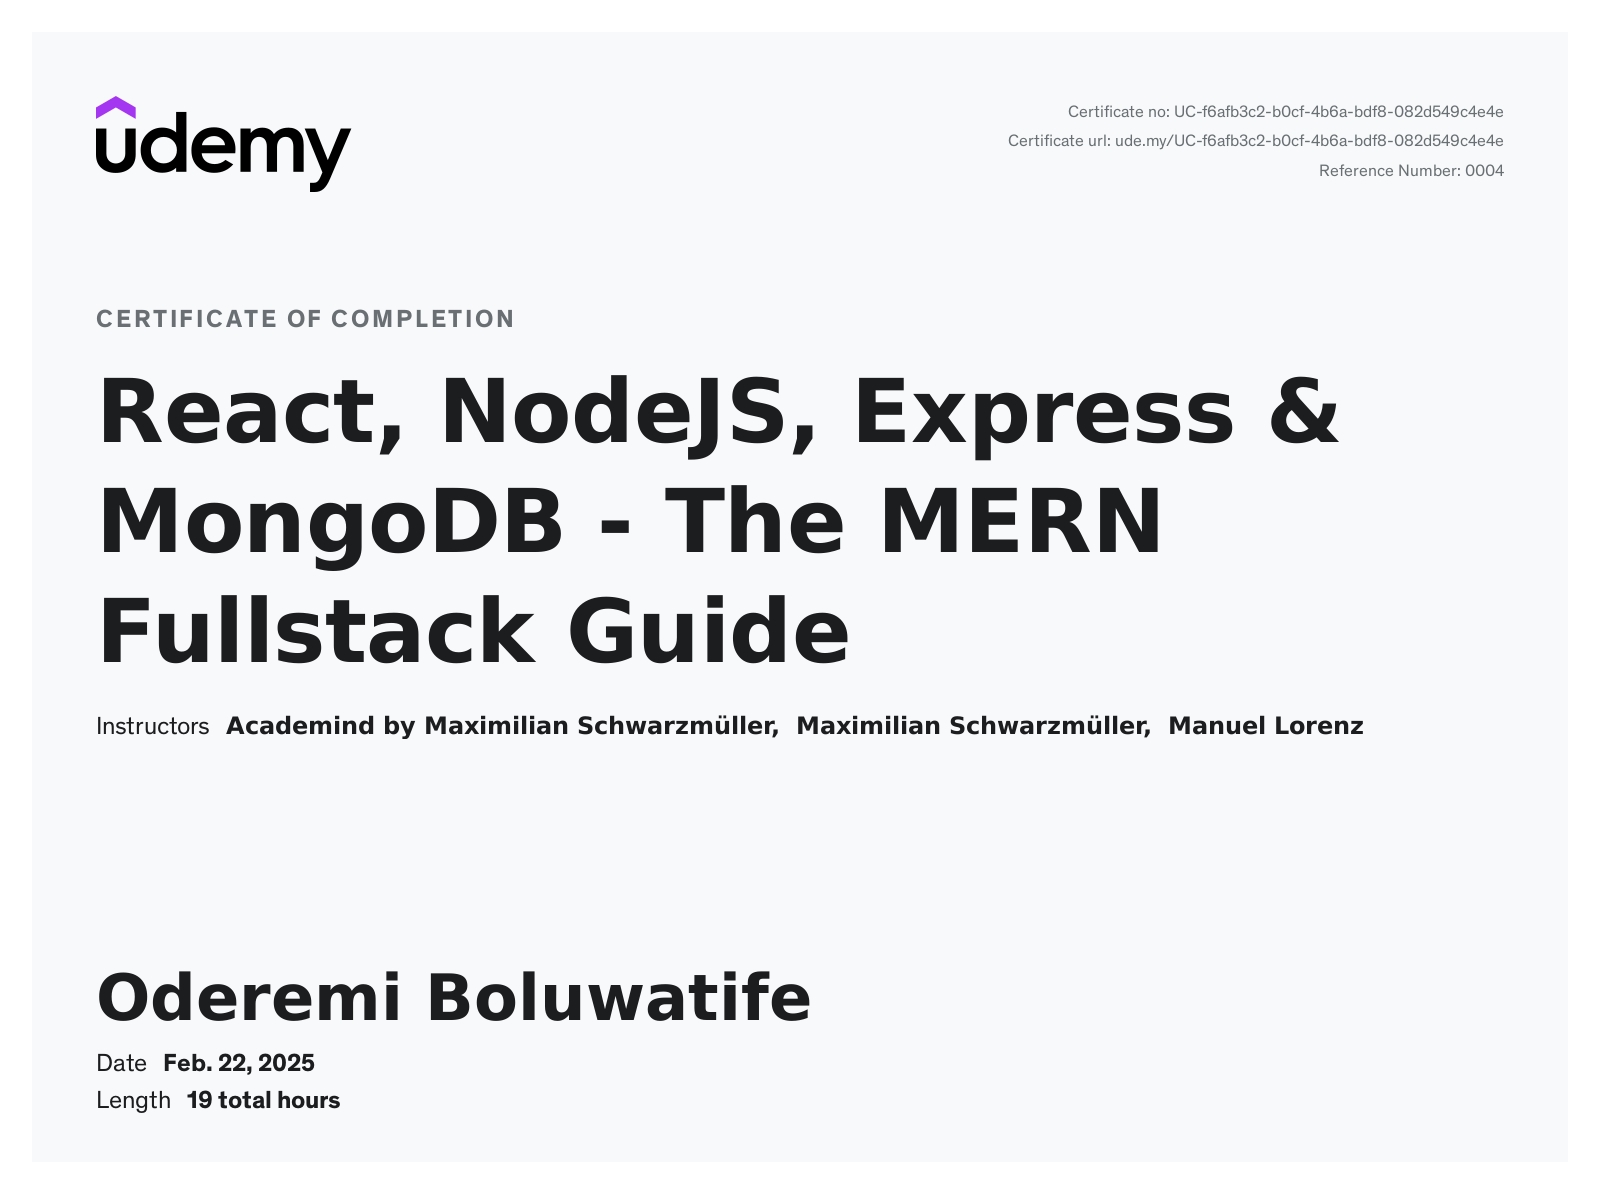 udemy
Certificate no: UC-f6afb3c2-b0cf-4b6a-bdf8-082d549c4e4e
Certificate url: ude.my/UC-f6afb3c2-b0cf-4b6a-bdf8-082d549c4e4e
Reference Number: 0004
CERTIFICATE OF COMPLETION
React, NodeJS, Express &
MongoDB - The MERN
Fullstack Guide
Instructors Academind by Maximilian Schwarzmüller, Maximilian Schwarzmüller, Manuel Lorenz
Oderemi Boluwatife
Date Feb. 22, 2025
Length 19 total hours